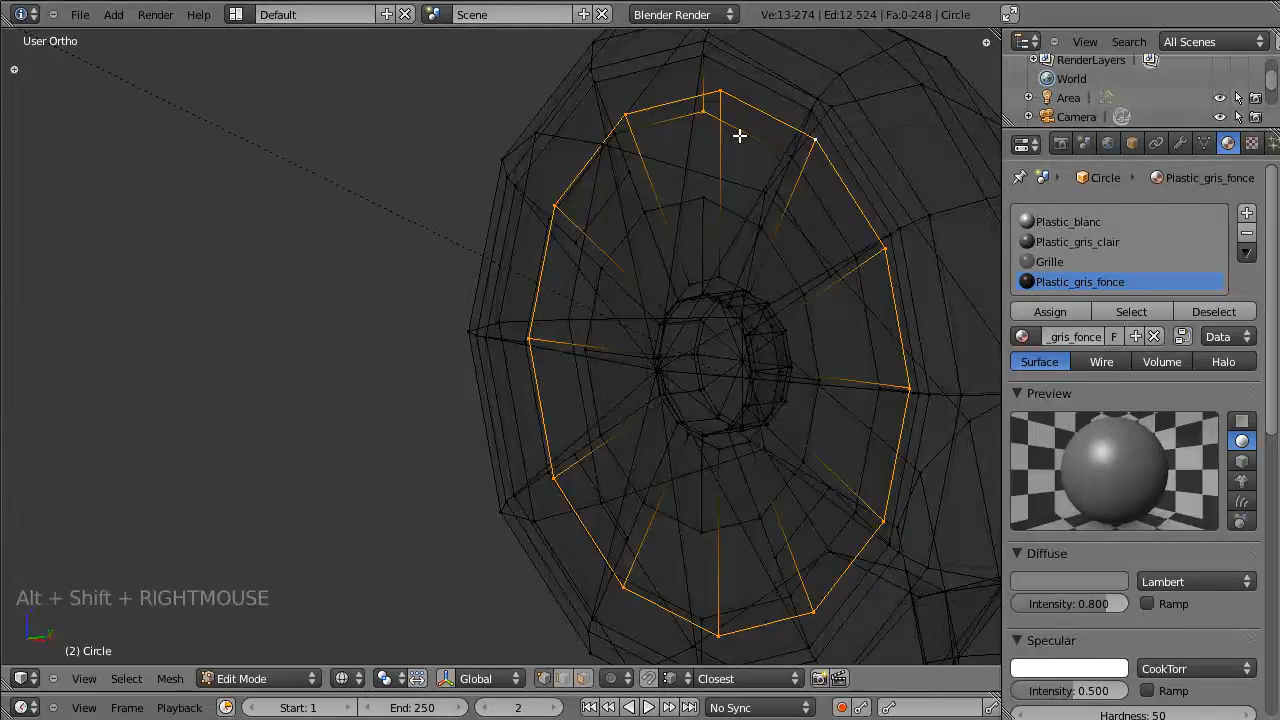 File Add Render Help Default Scene Blender Render Ve:13-274 | Ed:12-524 | Fa:0-248 | Circle
User Ortho
View Search All Scenes
RenderLayers
World
Area
Camera
Circle Plastic_gris_fonce
Plastic_blanc
Plastic_gris_clair
Grille
Plastic_gris_fonce
Assign Select Deselect
_gris_fonce F Data
Surface Wire Volume Halo
Preview
Diffuse
Lambert
Intensity: 0.800 Ramp
Specular
CookTorr
Intensity: 0.500 Ramp
Hardness: 50
Alt + Shift + RIGHTMOUSE
y
(2) Circle
View Select Mesh Edit Mode Global Closest
View Frame Playback Start: 1 End: 250 2 No Sync